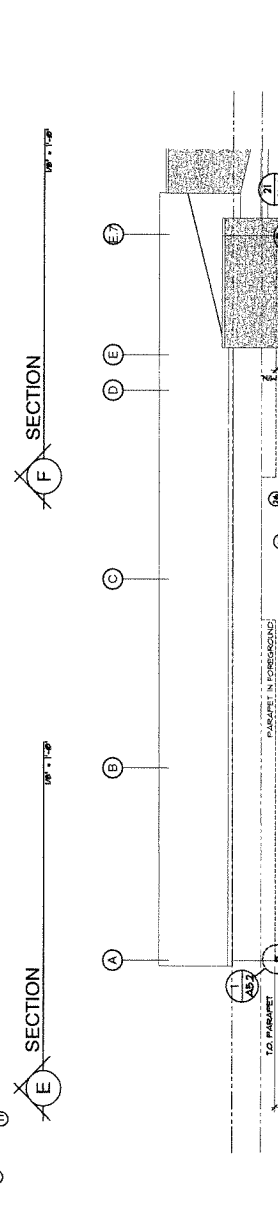 E
SECTION
1/8" = 1'-0"
F
SECTION
1/8" = 1'-0"
A
B
C
D
E
E.7
1
A5.2
21
T.O. PARAPET
PARAPET IN FOREGROUND